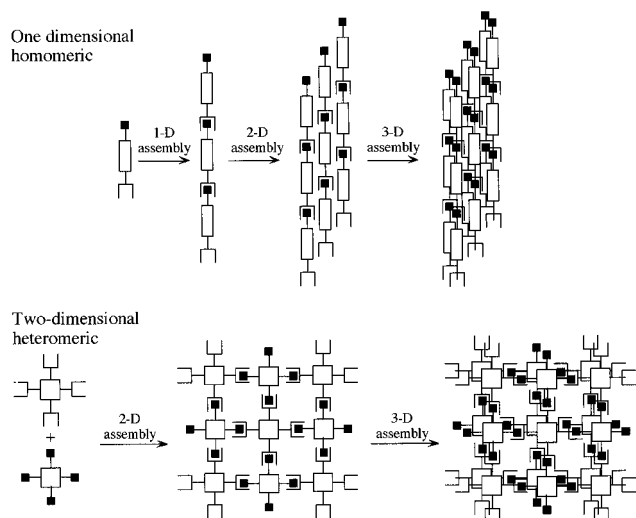 One dimensional
homomeric
1-D
assembly
2-D
assembly
3-D
assembly
Two-dimensional
heteromeric
+
2-D
assembly
3-D
assembly